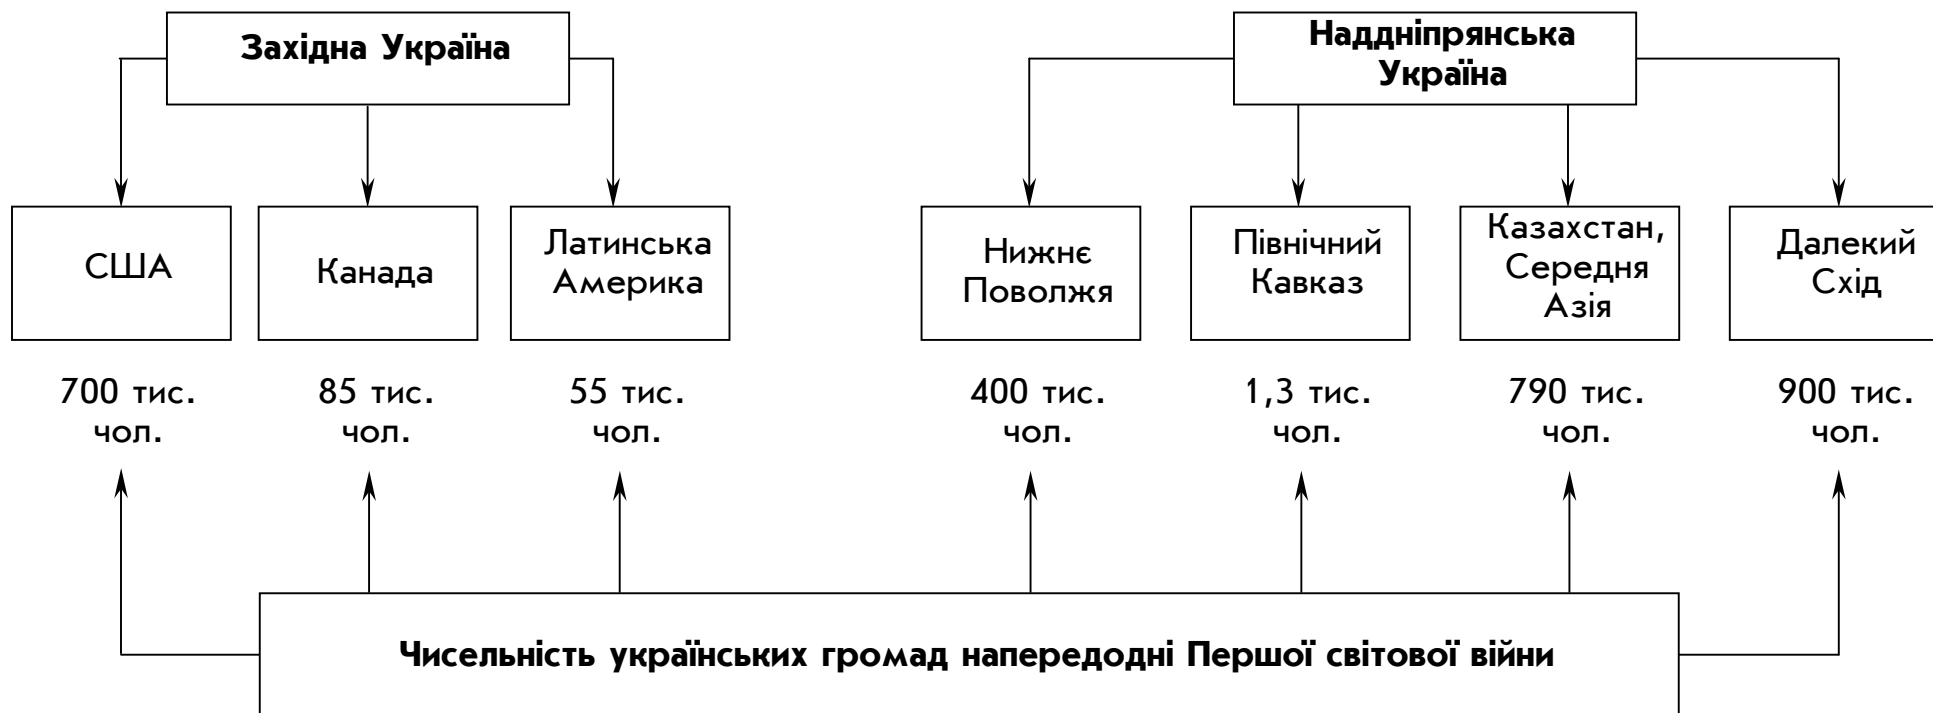 Західна Україна
Наддніпрянська
Україна
США
Канада
Латинська
Америка
Нижнє
Поволжя
Північний
Кавказ
Казахстан,
Середня
Азія
Далекий
Схід
700 тис.
чол.
85 тис.
чол.
55 тис.
чол.
400 тис.
чол.
1,3 тис.
чол.
790 тис.
чол.
900 тис.
чол.
Чисельність українських громад напередодні Першої світової війни